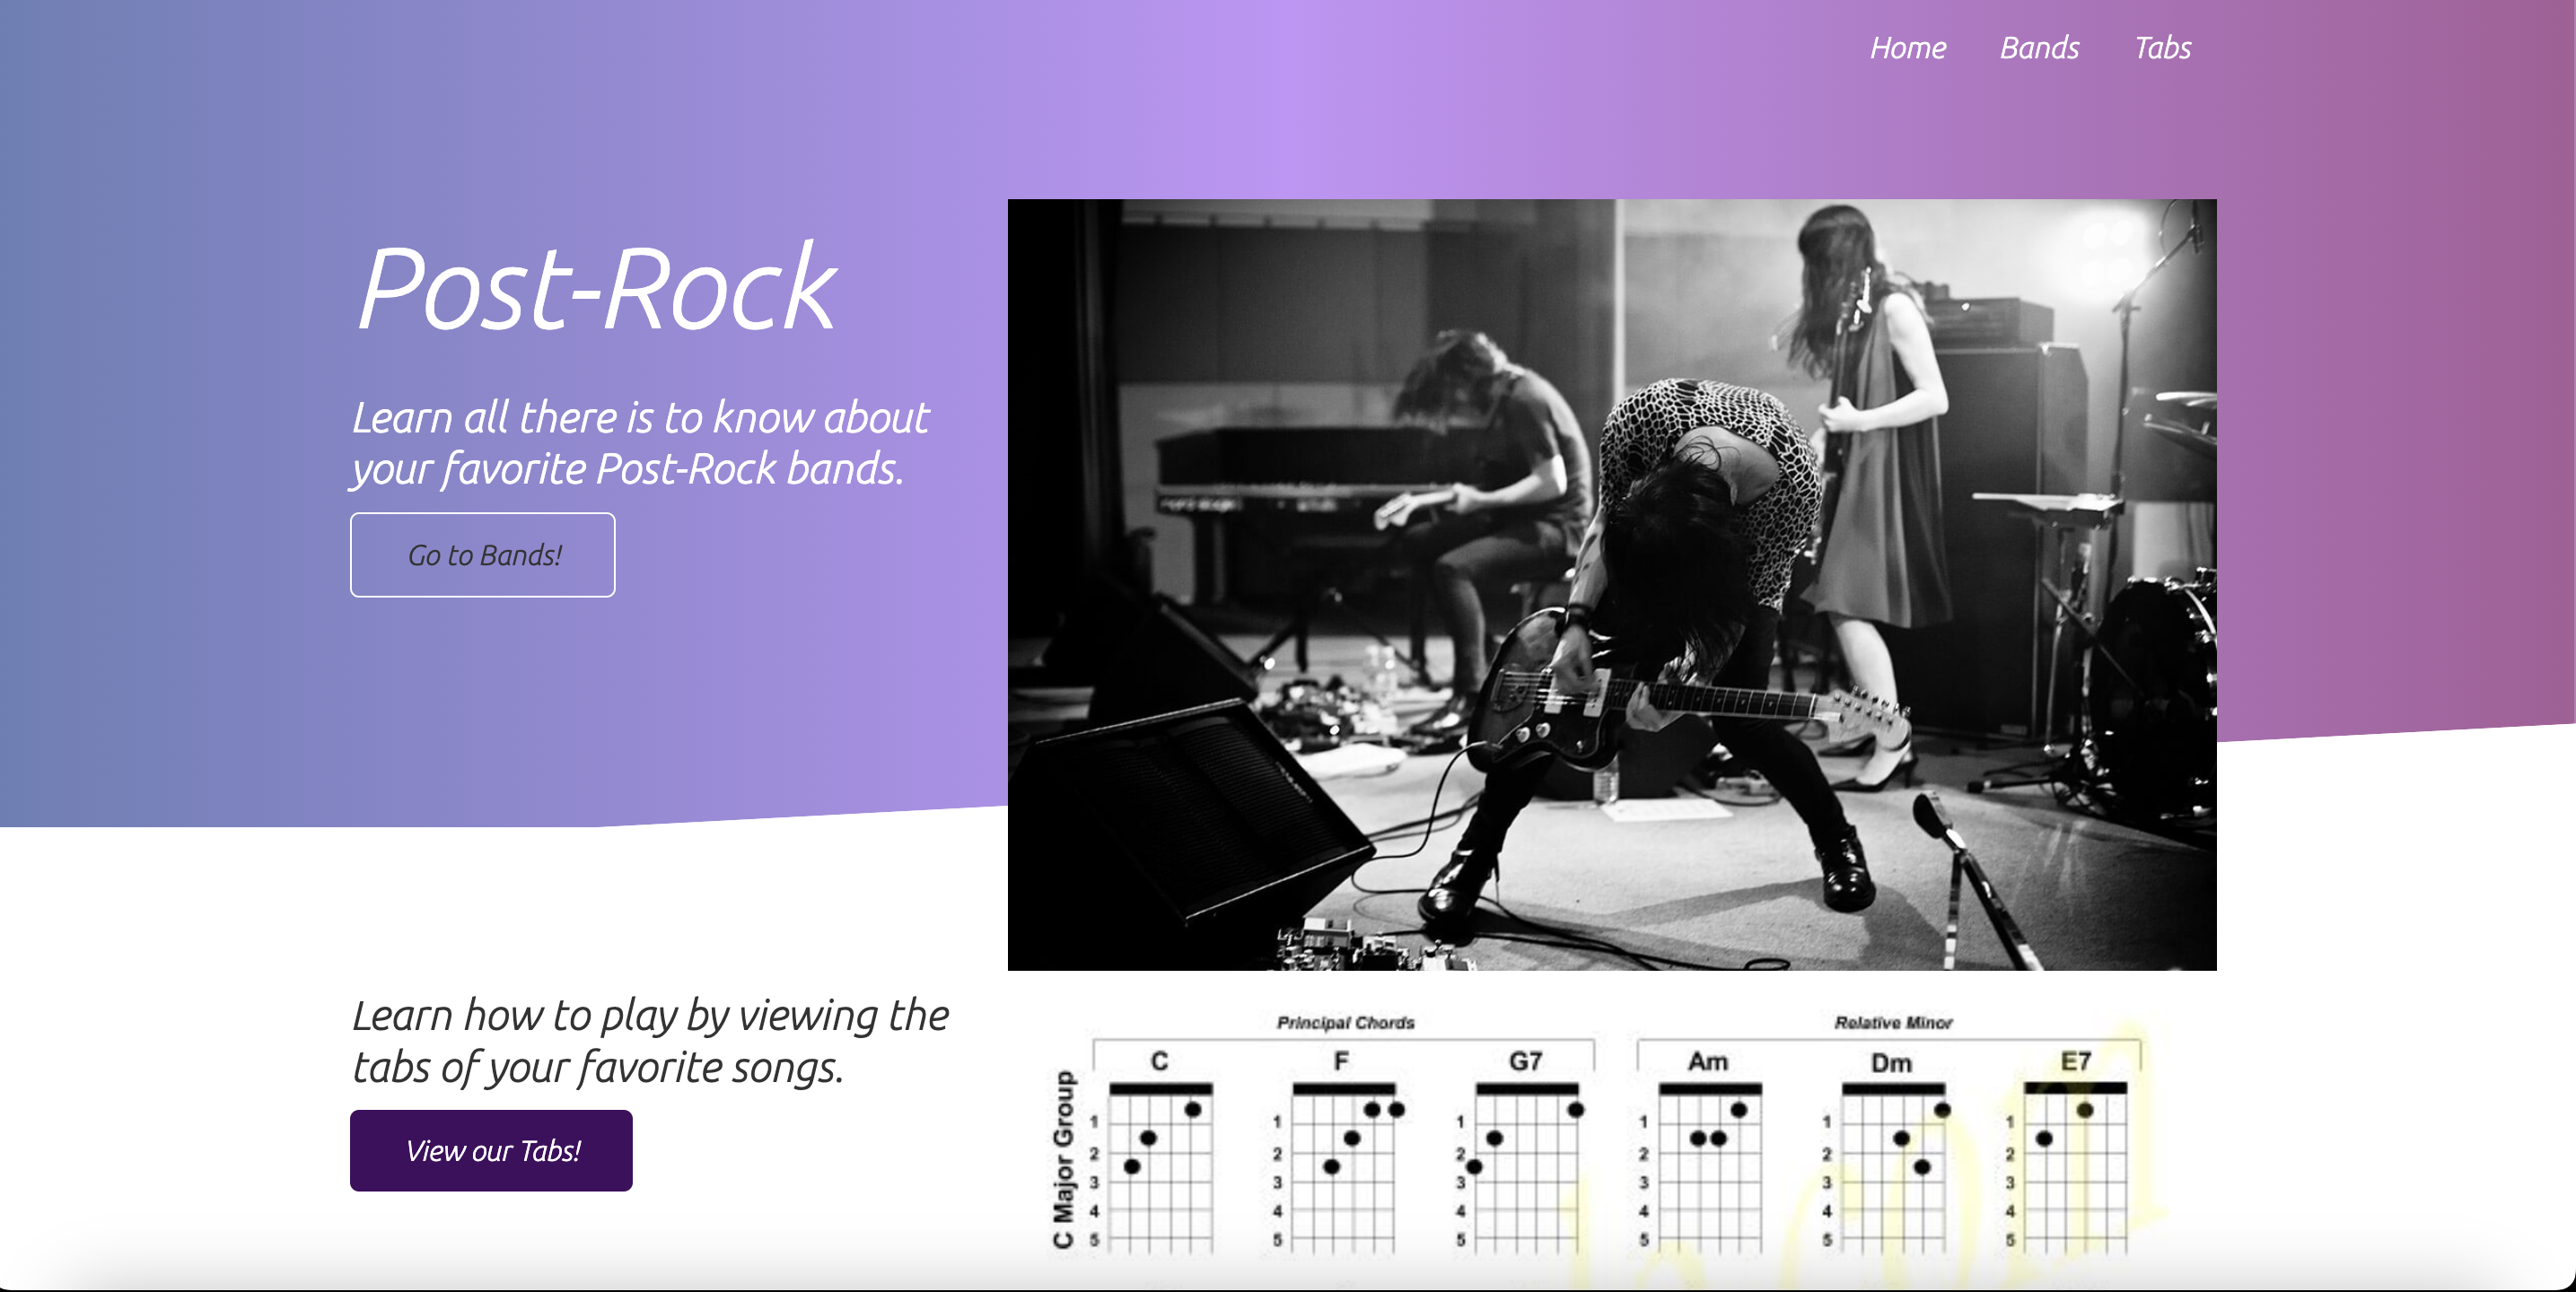 Home Bands Tabs
Post-Rock
Learn all there is to know about
your favorite Post-Rock bands.
Go to Bands!
Learn how to play by viewing the
tabs of your favorite songs.
View our Tabs!
Principal Chords Relative Minor
C Major Group
C F G7 Am Dm E7
1 1 1 1 1 1
2 2 2 2 2 2
3 3 3 3 3 3
4 4 4 4 4 4
5 5 5 5 5 5